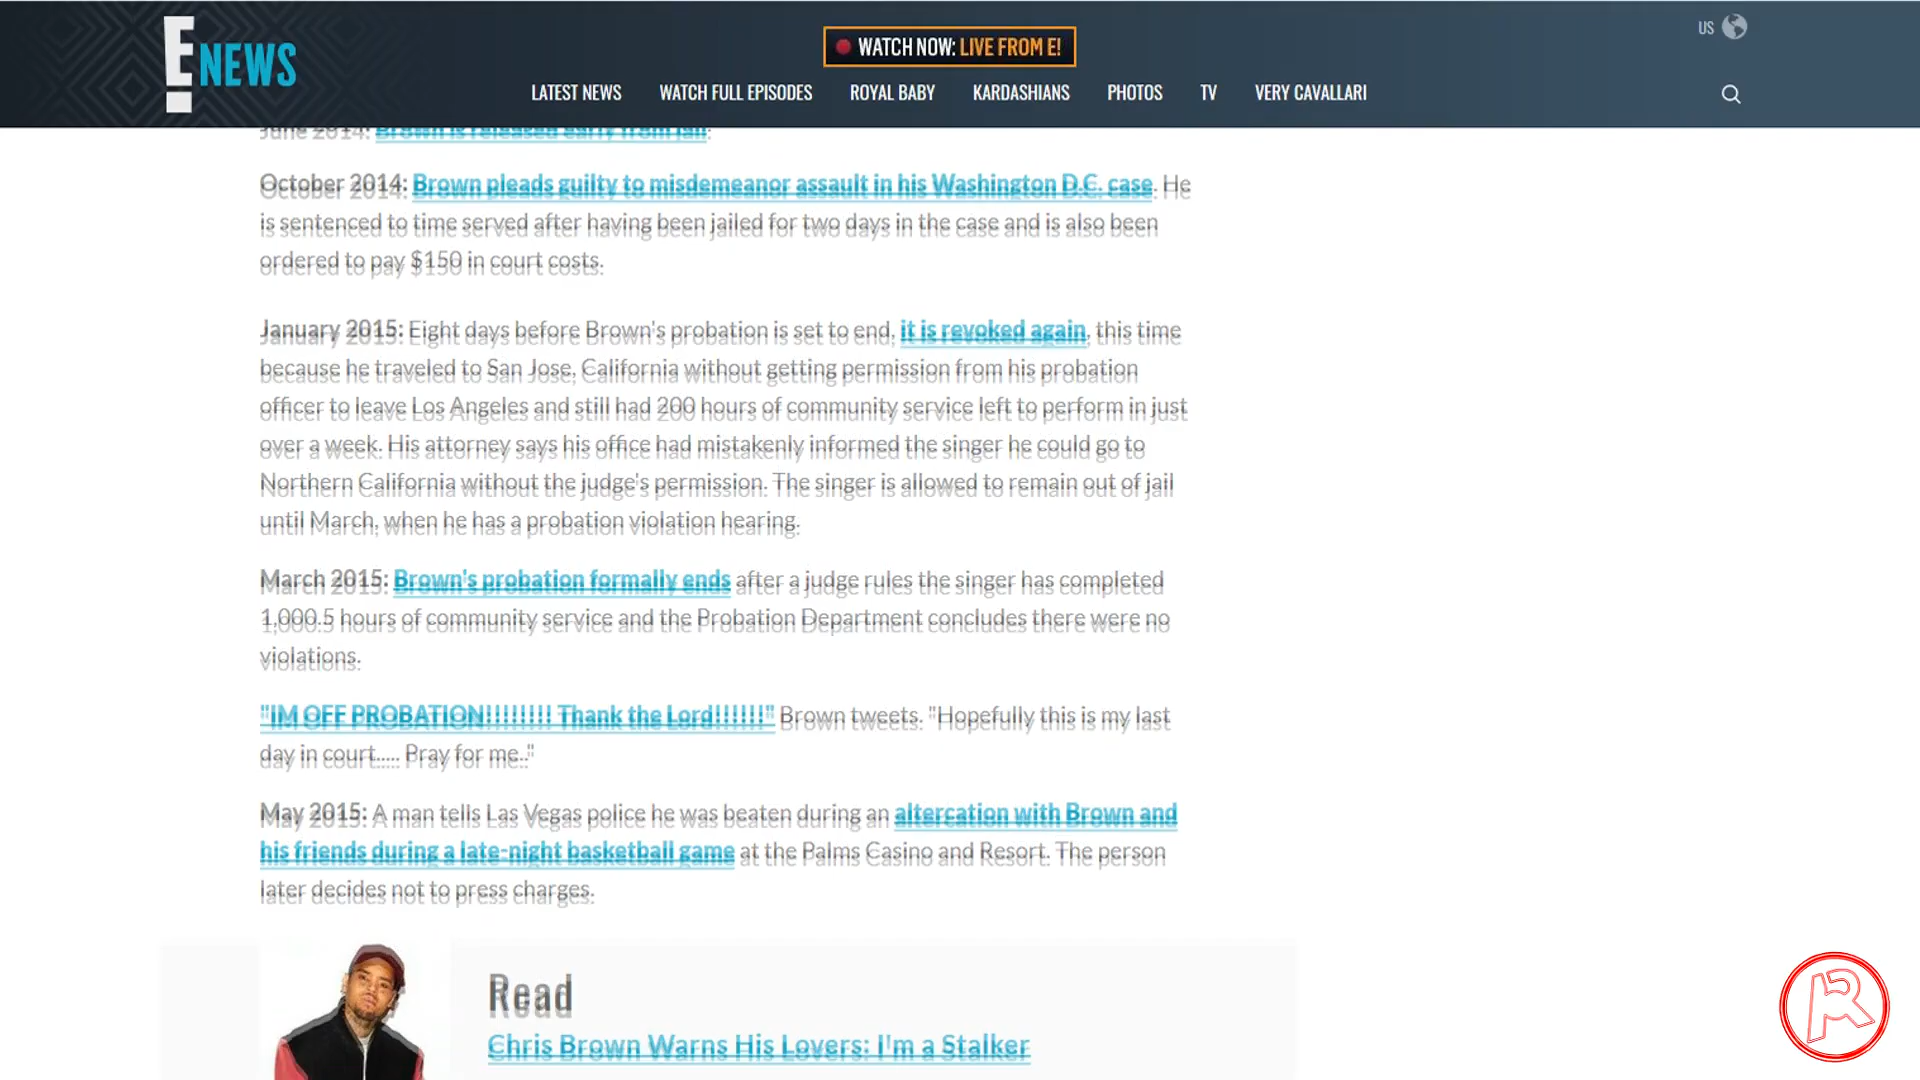 E! NEWS
WATCH NOW: LIVE FROM E!
US
LATEST NEWS WATCH FULL EPISODES ROYAL BABY KARDASHIANS PHOTOS TV VERY CAVALLARI
June 2014: Brown is released early from jail.
October 2014: Brown pleads guilty to misdemeanor assault in his Washington D.C. case. He
is sentenced to time served after having been jailed for two days in the case and is also been
ordered to pay $150 in court costs.
January 2015: Eight days before Brown's probation is set to end, it is revoked again, this time
because he traveled to San Jose, California without getting permission from his probation
officer to leave Los Angeles and still had 200 hours of community service left to perform in just
over a week. His attorney says his office had mistakenly informed the singer he could go to
Northern California without the judge's permission. The singer is allowed to remain out of jail
until March, when he has a probation violation hearing.
March 2015: Brown's probation formally ends after a judge rules the singer has completed
1,000.5 hours of community service and the Probation Department concludes there were no
violations.
"IM OFF PROBATION!!!!!!!! Thank the Lord!!!!!!" Brown tweets. "Hopefully this is my last
day in court..... Pray for me.."
May 2015: A man tells Las Vegas police he was beaten during an altercation with Brown and
his friends during a late-night basketball game at the Palms Casino and Resort. The person
later decides not to press charges.
Read
Chris Brown Warns His Lovers: I'm a Stalker